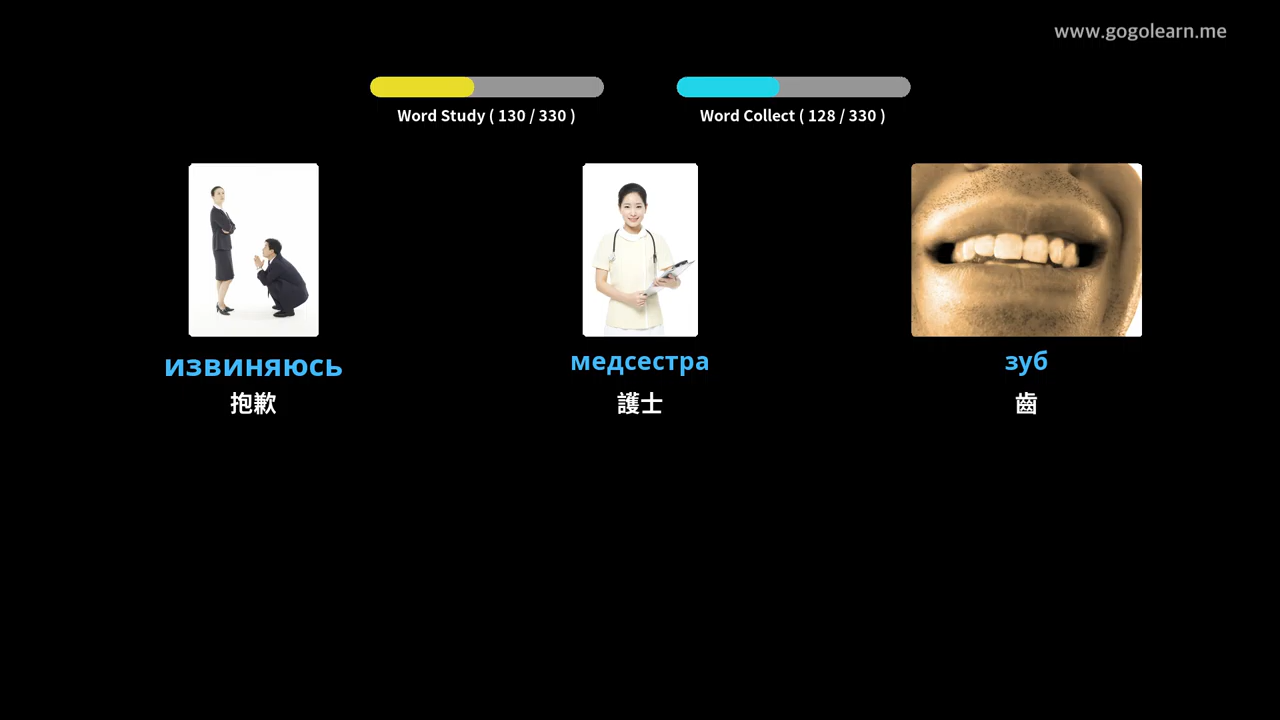 www.gogolearn.me
Word Study ( 130 / 330 )
Word Collect ( 128 / 330 )
извиняюсь
抱歉
медсестра
護士
зуб
齒